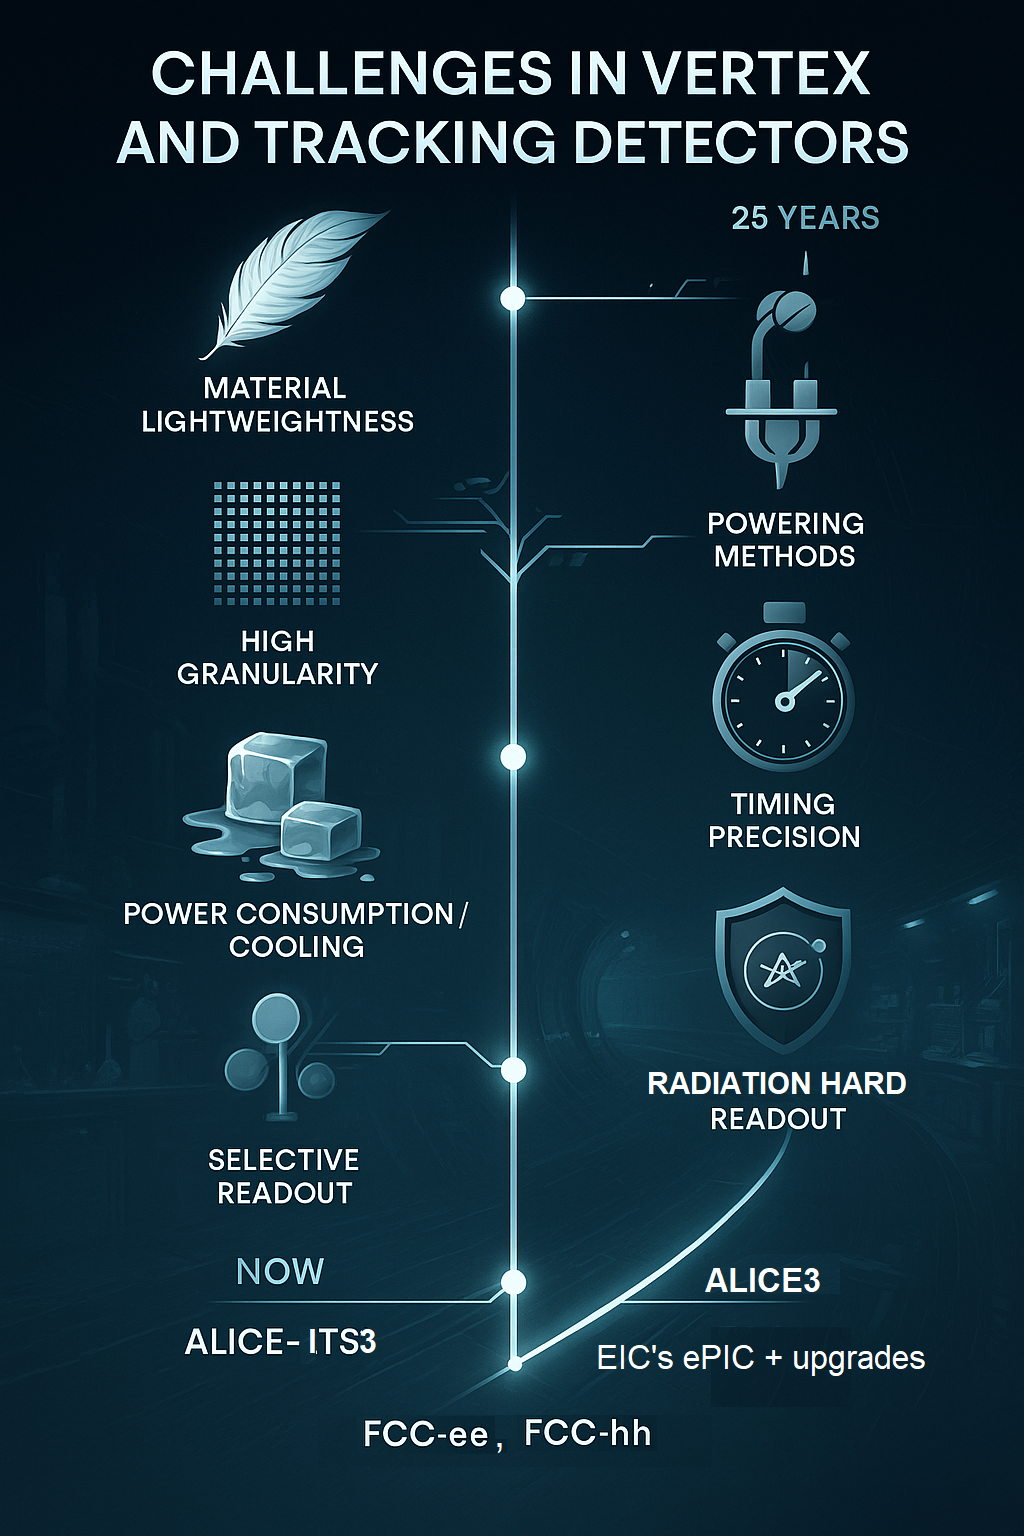 CHALLENGES IN VERTEX
AND TRACKING DETECTORS
25 YEARS
MATERIAL
LIGHTWEIGHTNESS
POWERING
METHODS
HIGH
GRANULARITY
TIMING
PRECISION
POWER CONSUMPTION/
COOLING
RADIATION HARD
READOUT
SELECTIVE
READOUT
NOW
ALICE3
ALICE- ITS3
EIC's ePIC + upgrades
FCC-ee , FCC-hh